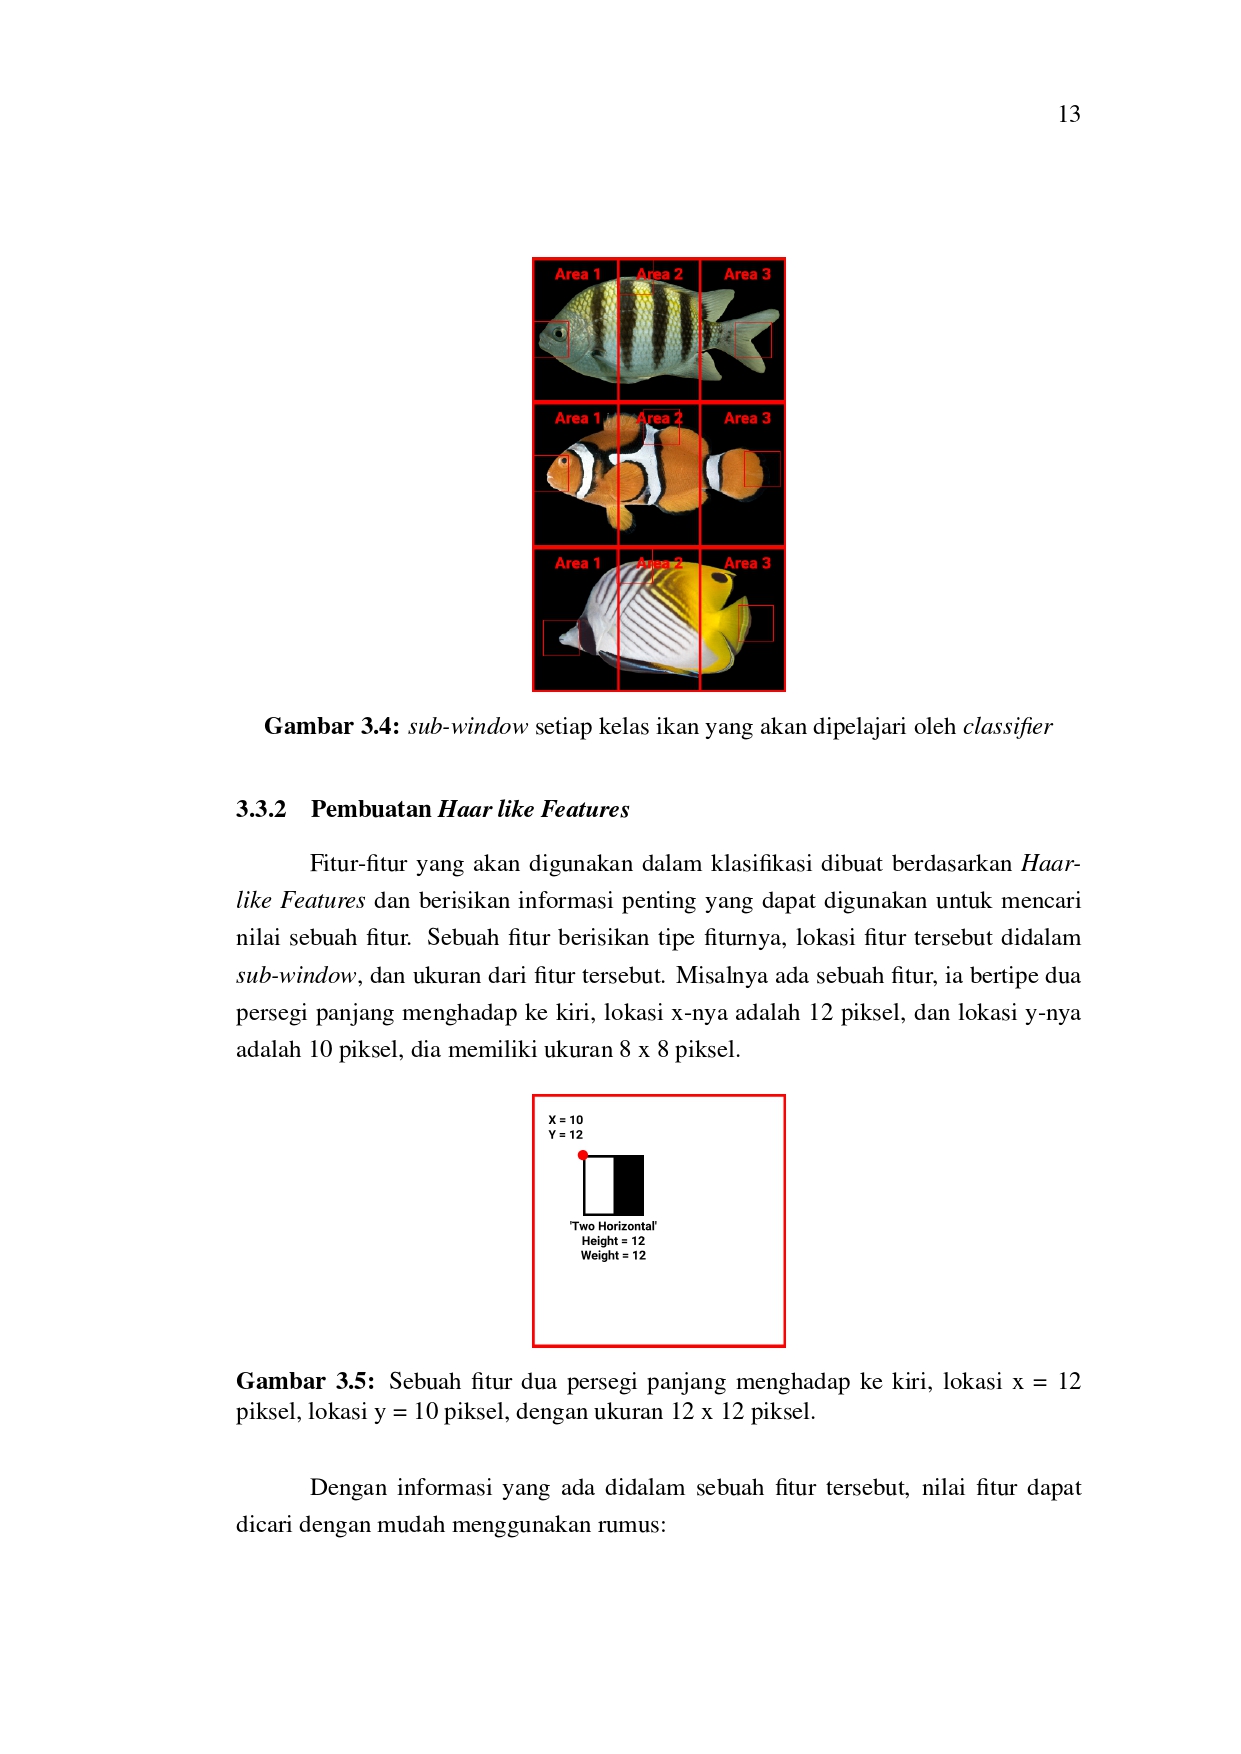 13
Area 1 Area 2 Area 3
Area 1 Area 2 Area 3
Area 1 Area 2 Area 3
Gambar 3.4: sub-window setiap kelas ikan yang akan dipelajari oleh classifier
3.3.2 Pembuatan Haar like Features
Fitur-fitur yang akan digunakan dalam klasifikasi dibuat berdasarkan Haar-
like Features dan berisikan informasi penting yang dapat digunakan untuk mencari
nilai sebuah fitur. Sebuah fitur berisikan tipe fiturnya, lokasi fitur tersebut didalam
sub-window, dan ukuran dari fitur tersebut. Misalnya ada sebuah fitur, ia bertipe dua
persegi panjang menghadap ke kiri, lokasi x-nya adalah 12 piksel, dan lokasi y-nya
adalah 10 piksel, dia memiliki ukuran 8 x 8 piksel.
X = 10
Y = 12
'Two Horizontal'
Height = 12
Weight = 12
Gambar 3.5: Sebuah fitur dua persegi panjang menghadap ke kiri, lokasi x = 12
piksel, lokasi y = 10 piksel, dengan ukuran 12 x 12 piksel.
Dengan informasi yang ada didalam sebuah fitur tersebut, nilai fitur dapat
dicari dengan mudah menggunakan rumus: